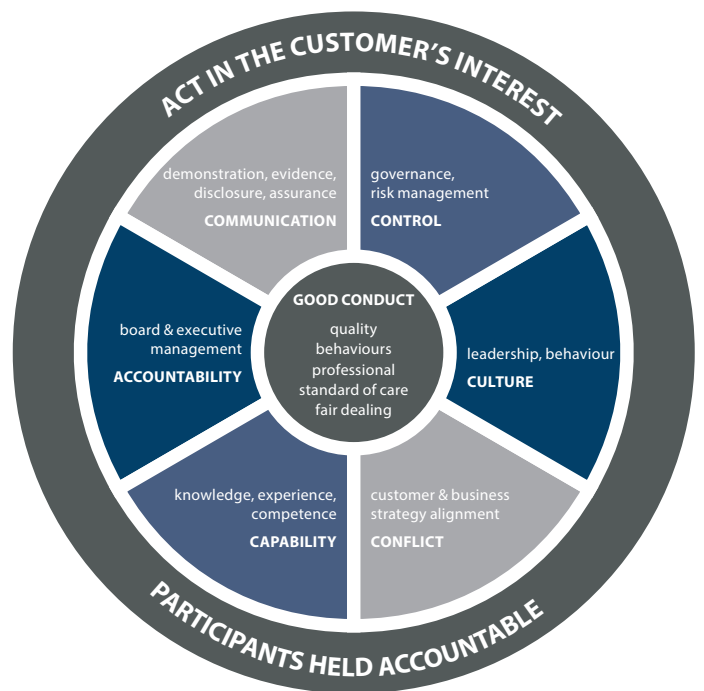 ACT IN THE CUSTOMER'S INTEREST
demonstration, evidence,
disclosure, assurance
COMMUNICATION
governance,
risk management
CONTROL
board & executive
management
ACCOUNTABILITY
GOOD CONDUCT
quality
behaviours
professional
standard of care
fair dealing
leadership, behaviour
CULTURE
knowledge, experience,
competence
CAPABILITY
customer & business
strategy alignment
CONFLICT
PARTICIPANTS HELD ACCOUNTABLE